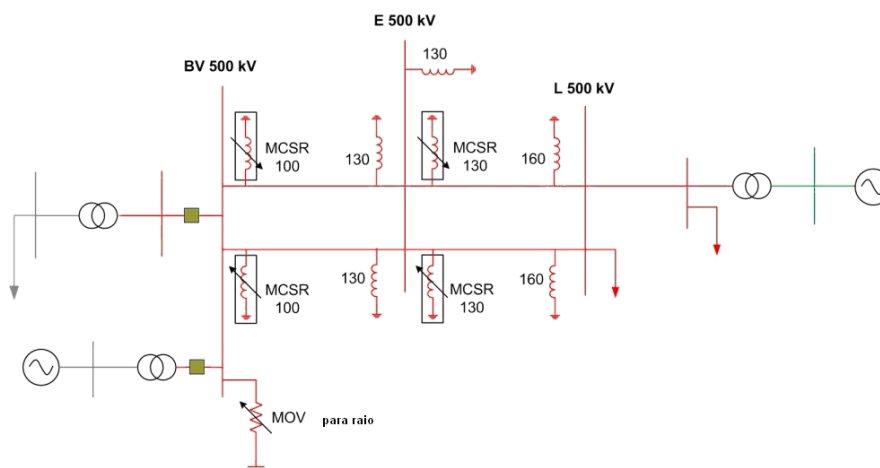 E 500 kV
130
BV 500 kV
L 500 kV
MCSR
100
130
MCSR
130
160
130
MCSR
100
MCSR
130
160
MOV
para raio